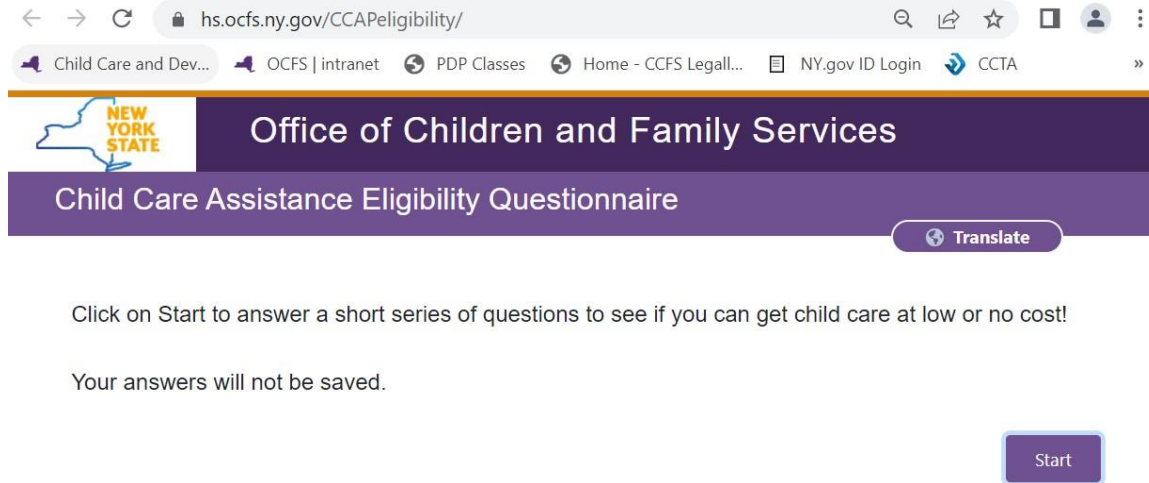 hs.ocfs.ny.gov/CCAPeligibility/
Child Care and Dev... OCFS | intranet PDP Classes Home - CCFS Legall... NY.gov ID Login CCTA »
NEW
YORK
STATE
Office of Children and Family Services
Child Care Assistance Eligibility Questionnaire
Translate
Click on Start to answer a short series of questions to see if you can get child care at low or no cost!
Your answers will not be saved.
Start